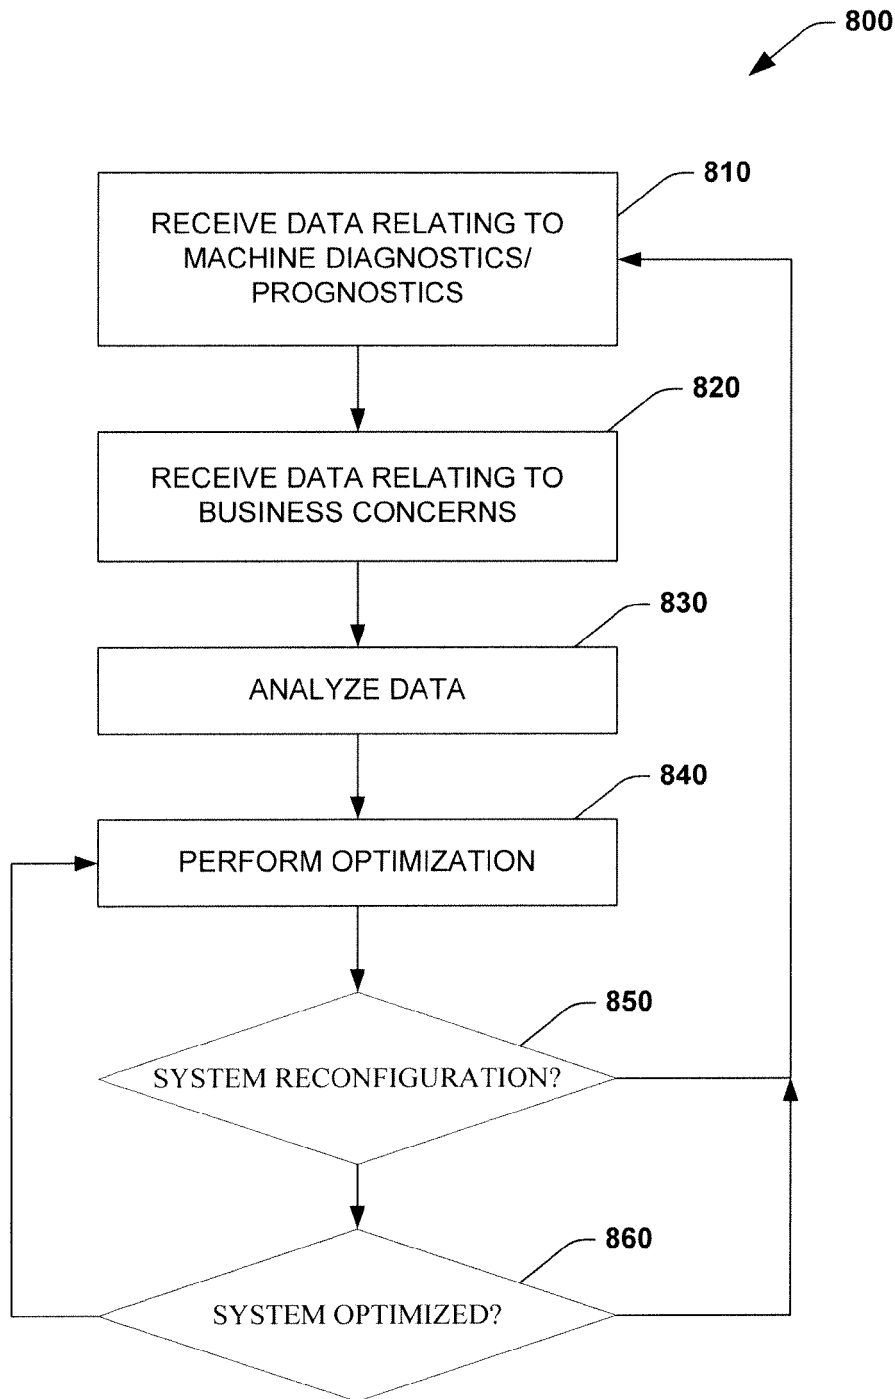 800
810
RECEIVE DATA RELATING TO
MACHINE DIAGNOSTICS/
PROGNOSTICS
820
RECEIVE DATA RELATING TO
BUSINESS CONCERNS
830
ANALYZE DATA
840
PERFORM OPTIMIZATION
850
SYSTEM RECONFIGURATION?
860
SYSTEM OPTIMIZED?